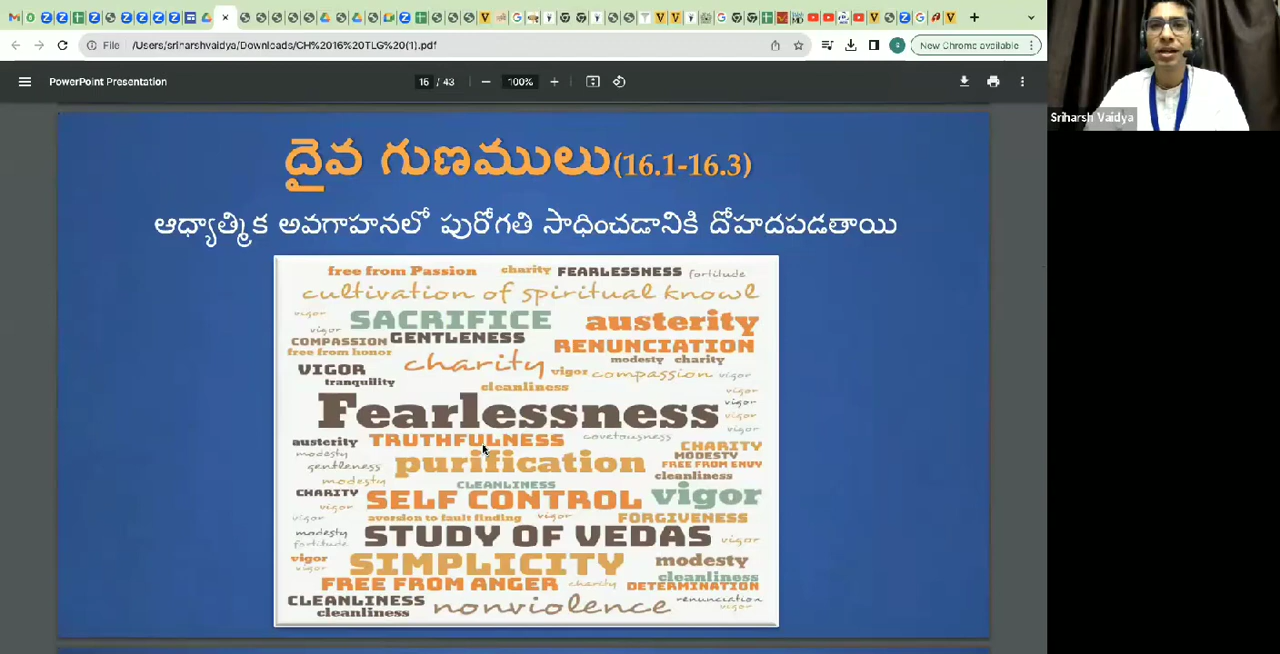 File /Users/sriharshvaidya/Downloads/CH%2016%20TLG%20(1).pdf
New Chrome available
PowerPoint Presentation
16 / 43
100%
Sriharsh Vaidya
దైవ గుణములు(16.1-16.3)
ఆధ్యాత్మిక అవగాహనలో పురోగతి సాధించడానికి దోహదపడతాయి
free from Passion charity FEARLESSNESS fortitude
cultivation of spiritual knowl
vigor SACRIFICE austerity
vigor
COMPASSION GENTLENESS RENUNCIATION
free from honor charity modesty charity
VIGOR vigor compassion vigor
tranquility cleanliness
vigor
Fearlessness vigor
vigor
vigor
austerity TRUTHFULNESS covetousness CHARITY
modesty MODESTY
gentleness purification FREE FROM ENVY
modesty cleanliness
CLEANLINESS
CHARITY SELF CONTROL vigor
vigor
vigor aversion to fault finding vigor FORGIVENESS
modesty STUDY OF VEDAS vigor
fortitude
vigor SIMPLICITY modesty
vigor
cleanliness
FREE FROM ANGER charity DETERMINATION
CLEANLINESS nonviolence renunciation
cleanliness vigor